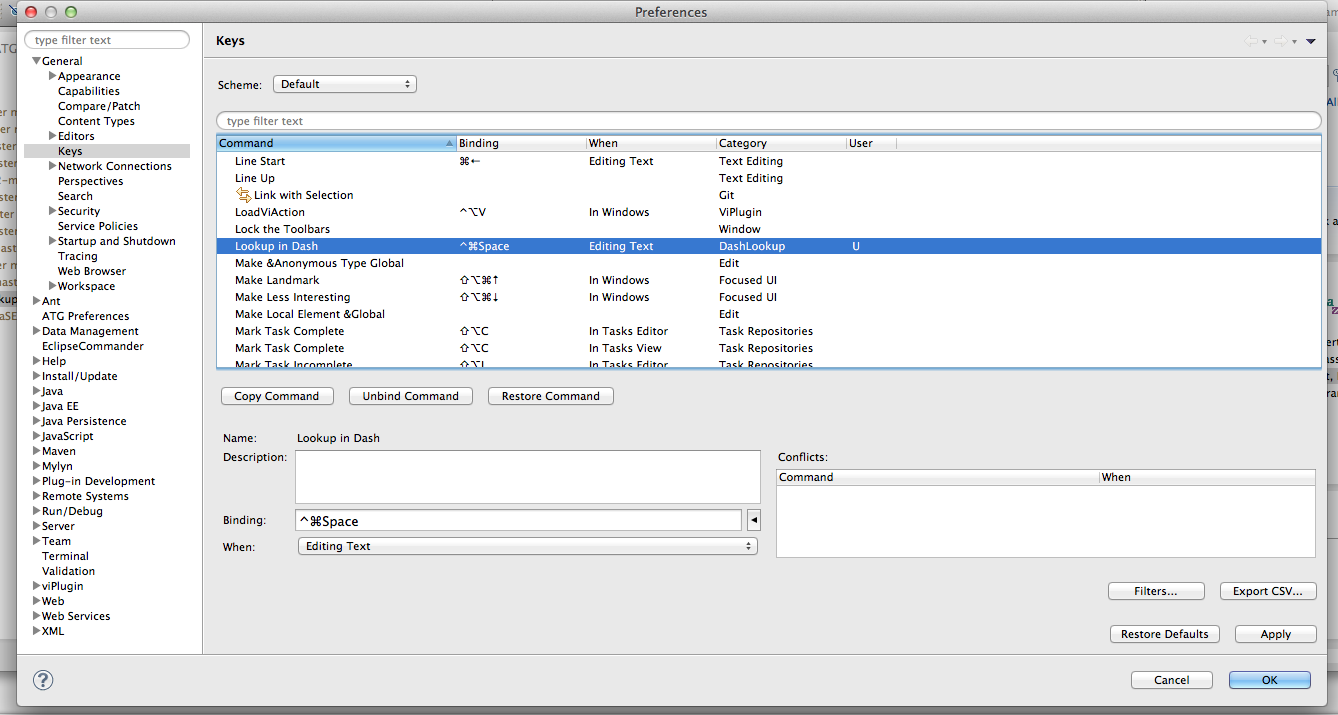 Preferences
type filter text
General
Appearance
Capabilities
Compare/Patch
Content Types
Editors
Keys
Network Connections
Perspectives
Search
Security
Service Policies
Startup and Shutdown
Tracing
Web Browser
Workspace
Ant
ATG Preferences
Data Management
EclipseCommander
Help
Install/Update
Java
Java EE
Java Persistence
JavaScript
Maven
Mylyn
Plug-in Development
Remote Systems
Run/Debug
Server
Team
Terminal
Validation
viPlugin
Web
Web Services
XML
Keys
Scheme: Default
type filter text
Command Binding When Category User
Line Start ⌘← Editing Text Text Editing
Line Up Text Editing
Link with Selection Git
LoadViAction ^⌥V In Windows ViPlugin
Lock the Toolbars Window
Lookup in Dash ^⌘Space Editing Text DashLookup U
Make &Anonymous Type Global Edit
Make Landmark ⇧⌥⌘↑ In Windows Focused UI
Make Less Interesting ⇧⌥⌘↓ In Windows Focused UI
Make Local Element &Global Edit
Mark Task Complete ⇧⌥C In Tasks Editor Task Repositories
Mark Task Complete ⇧⌥C In Tasks View Task Repositories
Mark Task Incomplete ⇧⌥I In Tasks Editor Task Repositories
Copy Command Unbind Command Restore Command
Name: Lookup in Dash
Description:
Conflicts:
Command When
Binding: ^⌘Space
When: Editing Text
Filters... Export CSV...
Restore Defaults Apply
? Cancel OK